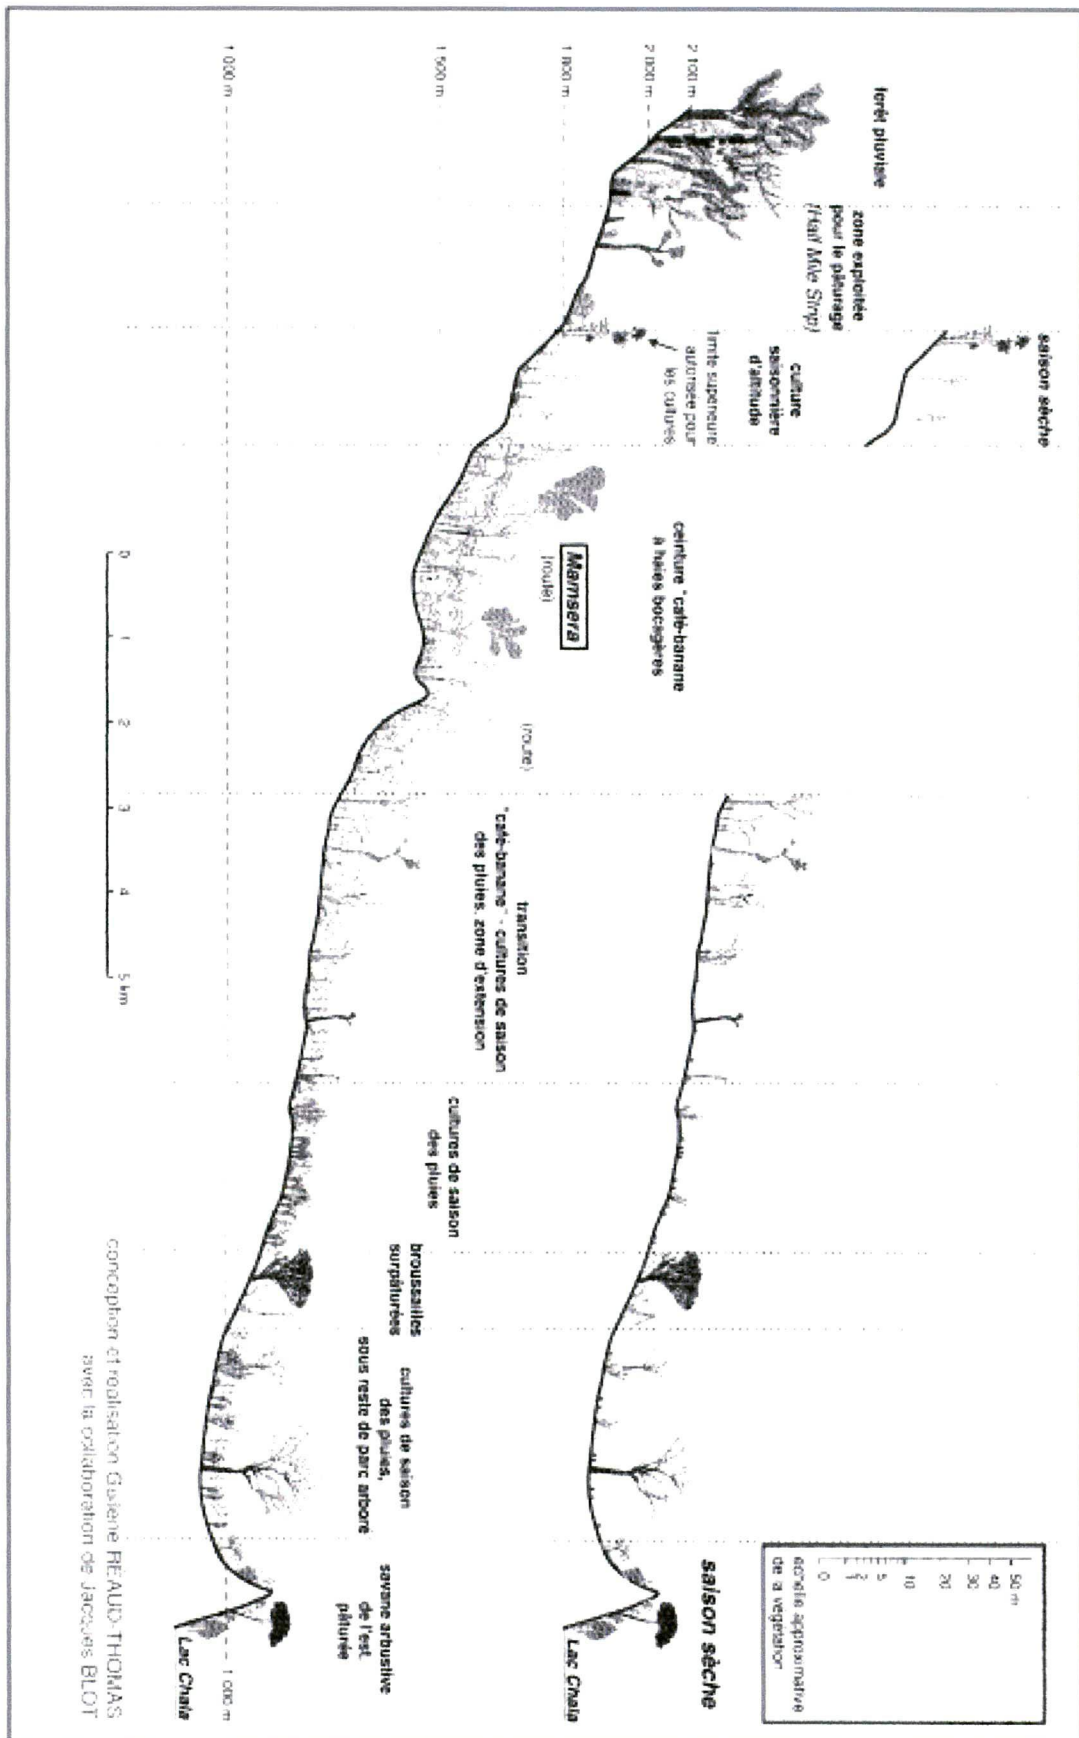 saison sèche
forêt pluviale
zone exploitée
pour le pâturage
(Half Mile Strip)
culture
saisonnière
d'altitude
limite supérieure
autorisée pour
les cultures
ceinture "café-banane
à haies bocagères
Mamsera
(route)
(route)
transition
"café-banane" - cultures de saison
des pluies, zone d'extension
cultures de saison
des pluies
broussailles
surpâturées
cultures de saison
des pluies,
sous reste de parc arboré
savane arbustive
de l'est
pâturée
2 100 m
2 000 m
1 800 m
1 500 m
1 000 m
1 000 m
Lac Chala
saison sèche
Lac Chala
50 m
40
30
20
10
5
2
1
0
échelle approximative
de la végétation
0
1
2
3
4
5 km
conception et réalisation Guilène REAUD-THOMAS
avec la collaboration de Jacques BLOT